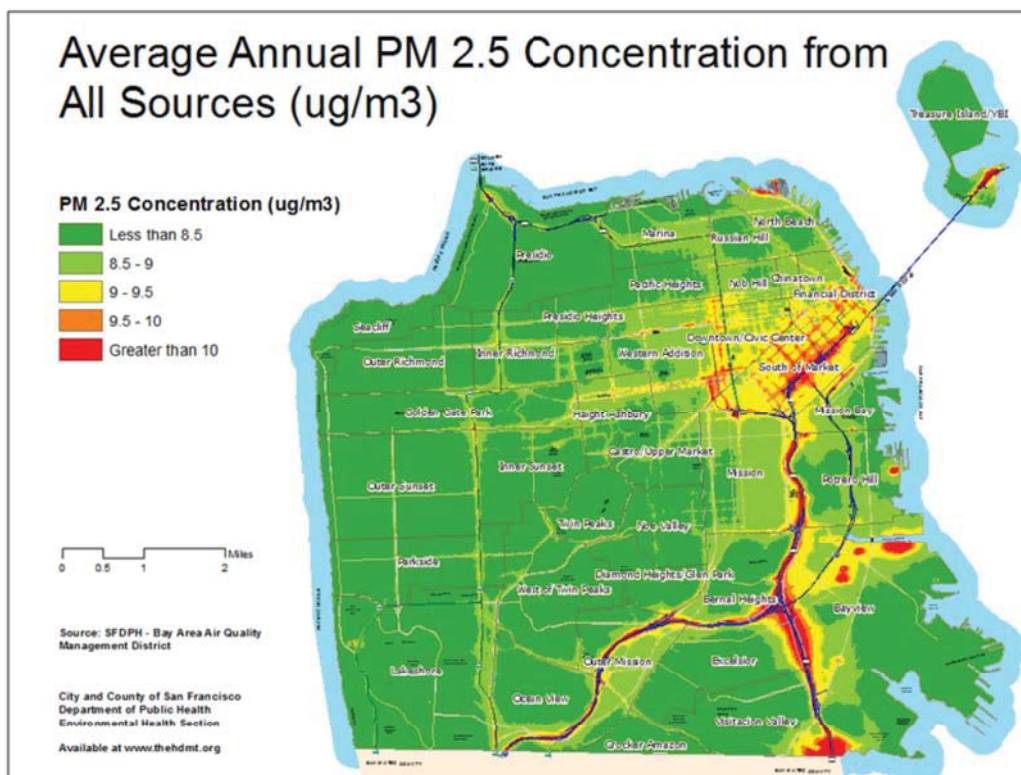 Average Annual PM 2.5 Concentration from
All Sources (ug/m3)
Treasure Island/YBI
PM 2.5 Concentration (ug/m3)
Less than 8.5
8.5 - 9
9 - 9.5
9.5 - 10
Greater than 10
North Beach
Marina
Russian Hill
Presidio
Chinatown
Pacific Heights
Nob Hill
Financial District
Presidio Heights
Seacliff
Downtown/Civic Center
Inner Richmond
Western Addition
Outer Richmond
South of Market
Golden Gate Park
Haight Ashbury
Mission Bay
Castro/Upper Market
Inner Sunset
Mission
Outer Sunset
Potrero Hill
Twin Peaks
Noe Valley
Parkside
Diamond Heights/Glen Park
West of Twin Peaks
Bernal Heights
Bayview
Outer Mission
Excelsior
Lakeshore
Ocean View
Visitacion Valley
Crocker Amazon
Miles
0 0.5 1 2
Source: SFDPH - Bay Area Air Quality
Management District
City and County of San Francisco
Department of Public Health
Environmental Health Section
Available at www.thehdmt.org